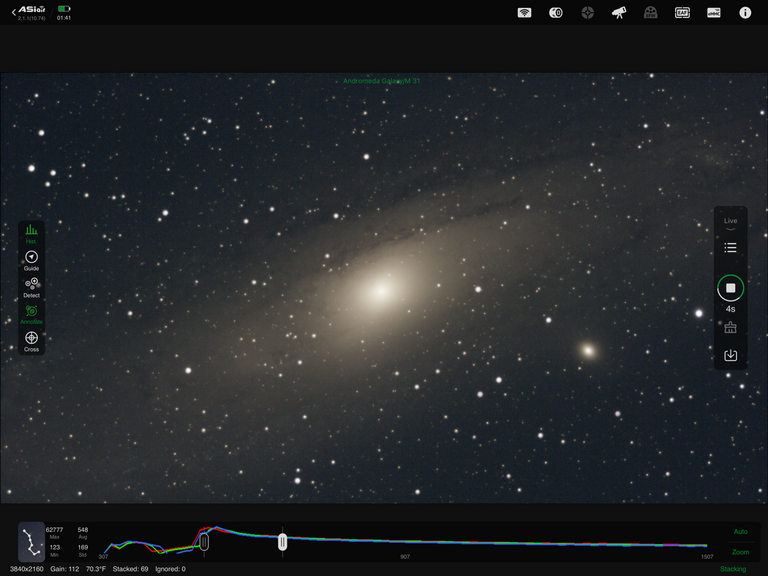 ASIAIR
2.1.1(10.74)
01:41
EAF
Andromeda Galaxy/M 31
Live
4s
Hist
Guide
Detect
Annotate
Cross
62777
Max
548
Avg
123
Min
169
Std
307
907
1507
Auto
Zoom
3840x2160 Gain: 112 70.3°F Stacked: 69 Ignored: 0
Stacking